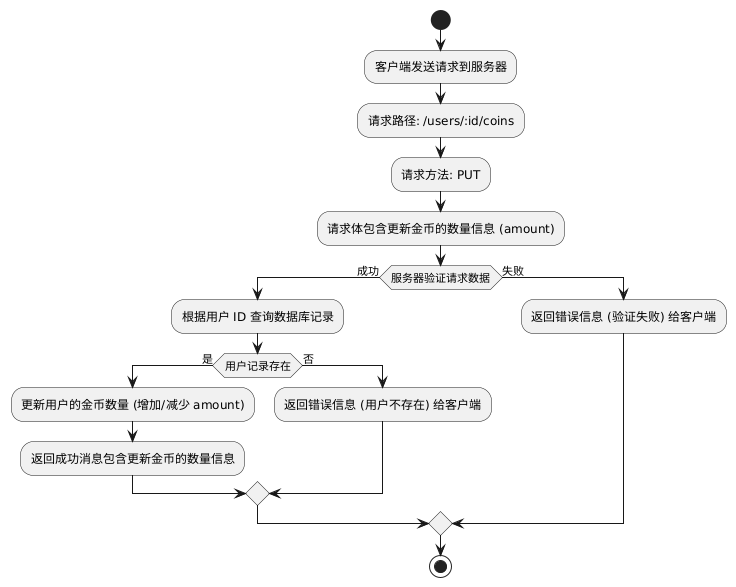 客户端发送请求到服务器
请求路径: /users/:id/coins
请求方法: PUT
请求体包含更新金币的数量信息 (amount)
成功
服务器验证请求数据
失败
根据用户 ID 查询数据库记录
返回错误信息 (验证失败) 给客户端
是
用户记录存在
否
更新用户的金币数量 (增加/减少 amount)
返回错误信息 (用户不存在) 给客户端
返回成功消息包含更新金币的数量信息